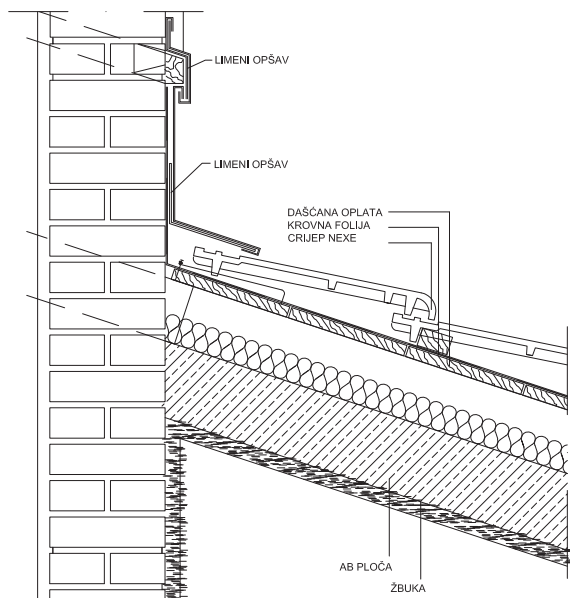 LIMENI OPŠAV
LIMENI OPŠAV
DAŠĆANA OPLATA
KROVNA FOLIJA
CRIJEP NEXE
AB PLOČA
ŽBUKA